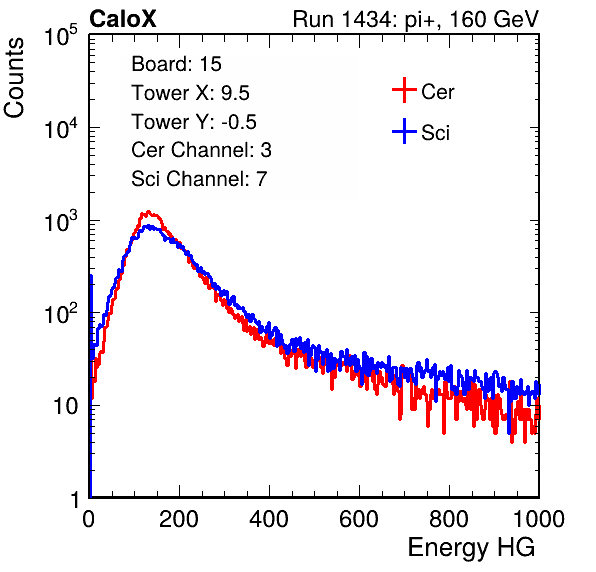 CaloX Run 1434: pi+, 160 GeV
Counts
Board: 15
Tower X: 9.5
Tower Y: -0.5
Cer Channel: 3
Sci Channel: 7
Cer
Sci
10^5
10^4
10^3
10^2
10
1
0 200 400 600 800 1000
Energy HG